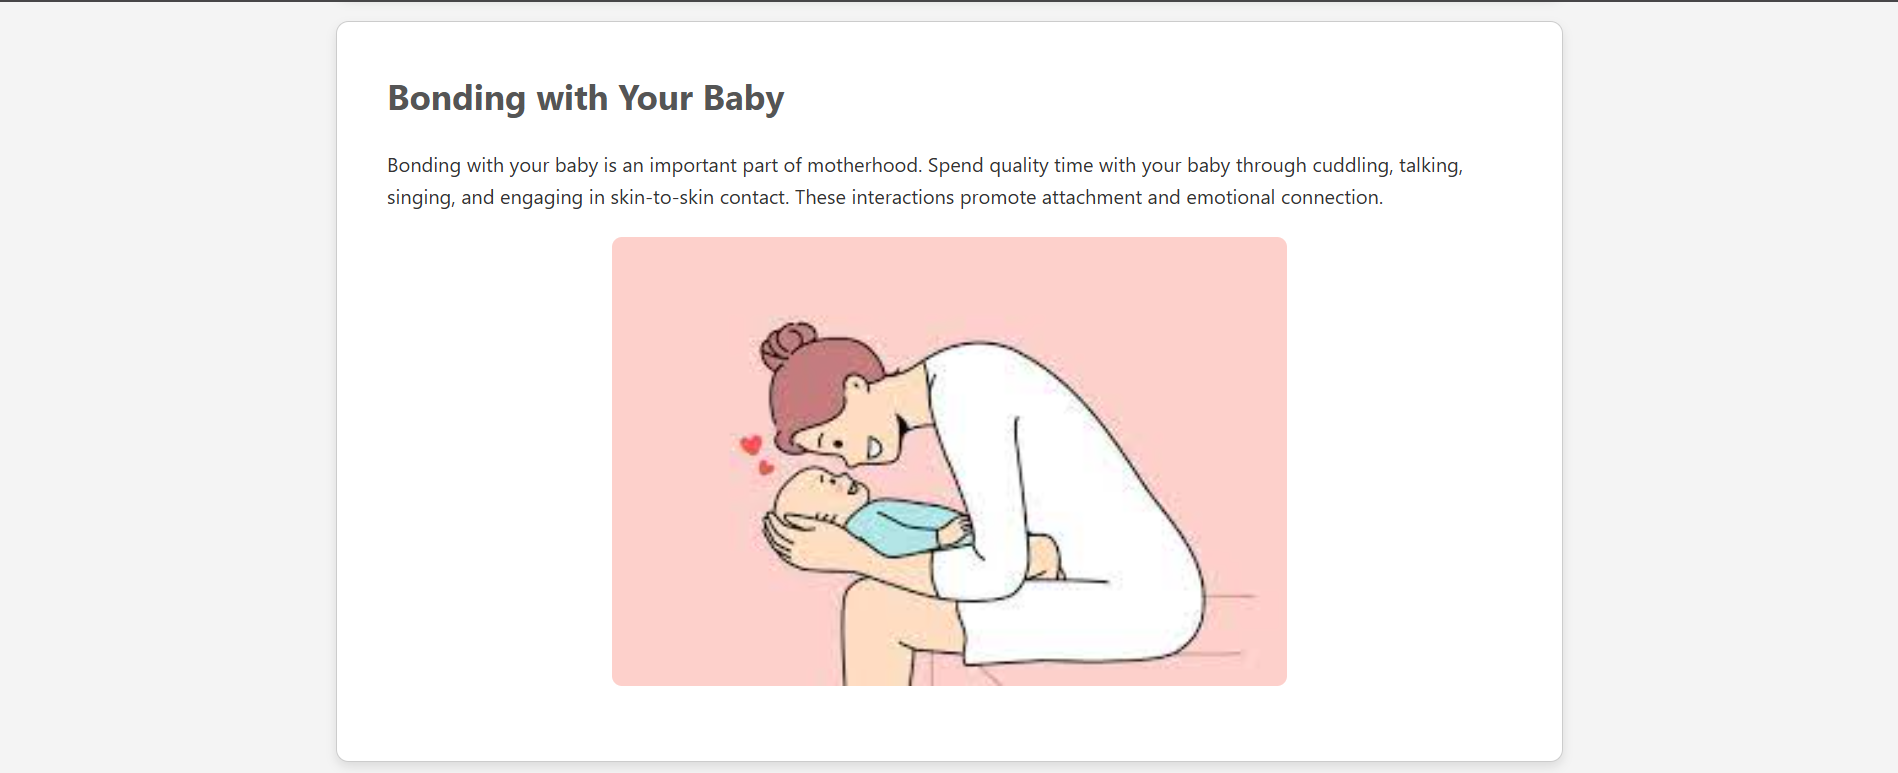 Bonding with Your Baby
Bonding with your baby is an important part of motherhood. Spend quality time with your baby through cuddling, talking,
singing, and engaging in skin-to-skin contact. These interactions promote attachment and emotional connection.